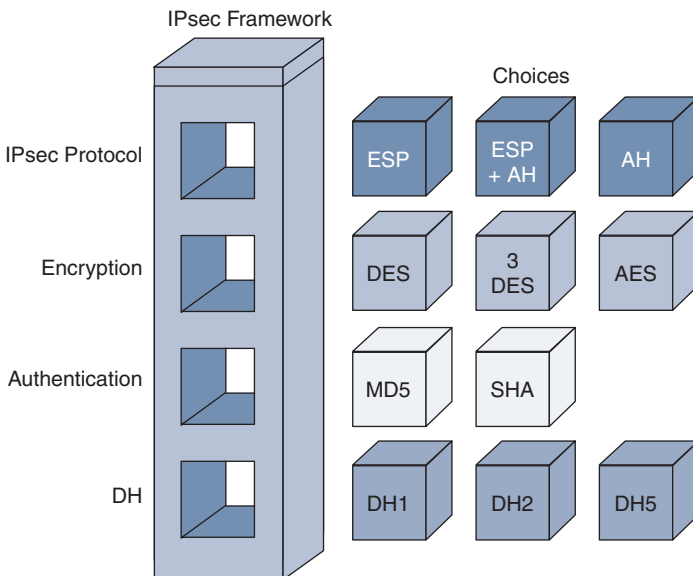 IPsec Framework
Choices
IPsec Protocol
ESP
ESP
+ AH
AH
Encryption
DES
3
DES
AES
Authentication
MD5
SHA
DH
DH1
DH2
DH5